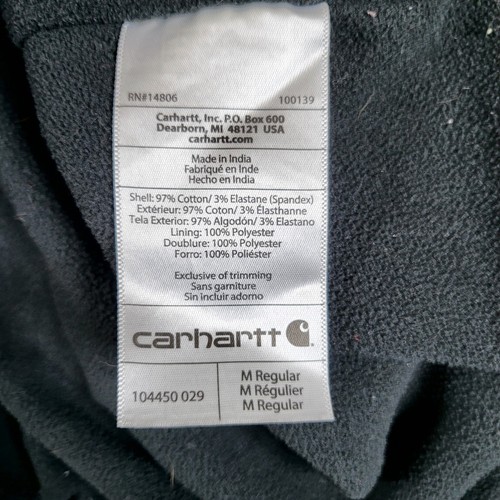 RN#14806 100139
Carhartt, Inc. P.O. Box 600
Dearborn, MI 48121 USA
carhartt.com
Made in India
Fabriqué en Inde
Hecho en India
Shell: 97% Cotton/ 3% Elastane (Spandex)
Extérieur: 97% Coton/ 3% Élasthanne
Tela Exterior: 97% Algodón/ 3% Elastano
Lining: 100% Polyester
Doublure: 100% Polyester
Forro: 100% Poliéster
Exclusive of trimming
Sans garniture
Sin incluir adorno
carhartt
104450 029
M Regular
M Régulier
M Regular